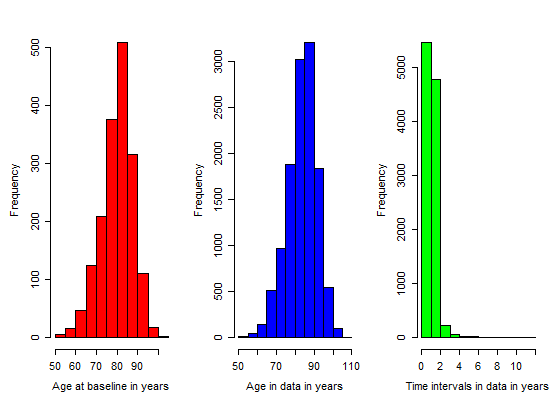 Frequency
0
100
200
300
400
500
50 60 70 80 90
Age at baseline in years
Frequency
0
500
1000
1500
2000
2500
3000
50 70 90 110
Age in data in years
Frequency
0
1000
2000
3000
4000
5000
0 2 4 6 8 10
Time intervals in data in years